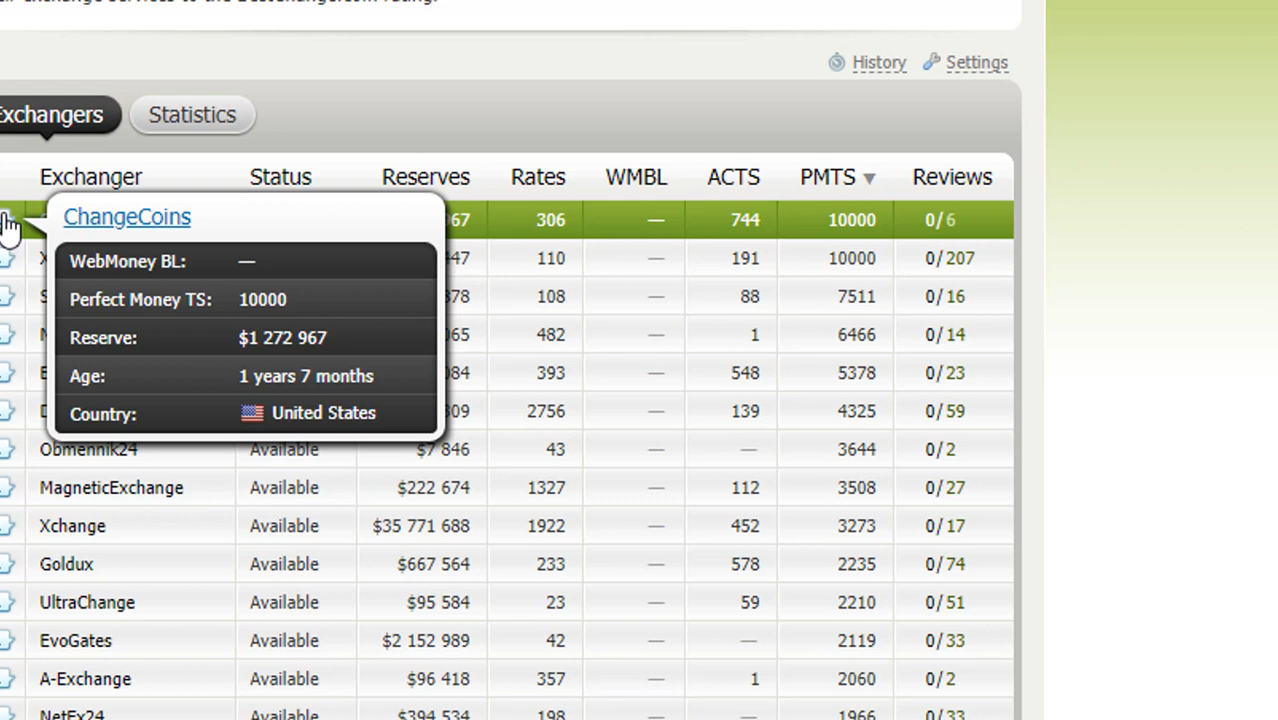 History Settings
Exchangers Statistics
Exchanger Status Reserves Rates WMBL ACTS PMTS ▼ Reviews
ChangeCoins 67 306 — 744 10000 0/6
WebMoney BL: —
X 447 110 — 191 10000 0/207
Perfect Money TS: 10000
S 378 108 — 88 7511 0/16
Reserve: $1 272 967
065 482 — 1 6466 0/14
Age: 1 years 7 months
E 084 393 — 548 5378 0/23
Country: United States
D 309 2756 — 139 4325 0/59
Obmennik24 Available $7 846 43 — — 3644 0/2
MagneticExchange Available $222 674 1327 — 112 3508 0/27
Xchange Available $35 771 688 1922 — 452 3273 0/17
Goldux Available $667 564 233 — 578 2235 0/74
UltraChange Available $95 584 23 — 59 2210 0/51
EvoGates Available $2 152 989 42 — — 2119 0/33
A-Exchange Available $96 418 357 — 1 2060 0/2
NetEx24 Available $394 534 198 — — 1966 0/33